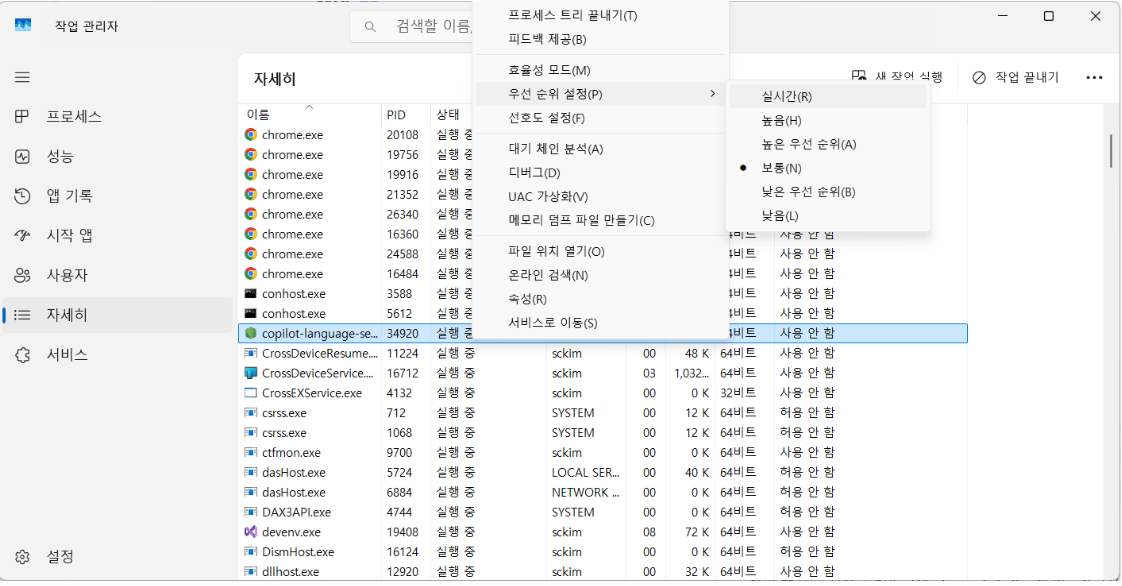 작업 관리자
검색할 이름,
프로세스
성능
앱 기록
시작 앱
사용자
자세히
서비스
설정
자세히
새 작업 실행
작업 끝내기
이름 PID 상태
chrome.exe 20108 실행 중
chrome.exe 19756 실행 중
chrome.exe 19916 실행 중
chrome.exe 21352 실행 중
chrome.exe 26340 실행 중
chrome.exe 16360 실행 중 4비트 사용 안 함
chrome.exe 24588 실행 중 4비트 사용 안 함
chrome.exe 16484 실행 중 4비트 사용 안 함
conhost.exe 3588 실행 중 4비트 사용 안 함
conhost.exe 5612 실행 중 4비트 사용 안 함
copilot-language-se... 34920 실행 중 4비트 사용 안 함
CrossDeviceResume.... 11224 실행 중 sckim 00 48 K 64비트 사용 안 함
CrossDeviceService.... 16712 실행 중 sckim 03 1,032... 64비트 사용 안 함
CrossEXService.exe 4132 실행 중 sckim 00 0 K 32비트 사용 안 함
csrss.exe 712 실행 중 SYSTEM 00 12 K 64비트 허용 안 함
csrss.exe 1068 실행 중 SYSTEM 00 12 K 64비트 허용 안 함
ctfmon.exe 9700 실행 중 sckim 00 0 K 64비트 사용 안 함
dasHost.exe 5724 실행 중 LOCAL SER... 00 40 K 64비트 허용 안 함
dasHost.exe 6884 실행 중 NETWORK ... 00 0 K 64비트 허용 안 함
DAX3API.exe 4744 실행 중 SYSTEM 00 0 K 64비트 허용 안 함
devenv.exe 19408 실행 중 sckim 08 72 K 64비트 사용 안 함
DismHost.exe 16124 실행 중 sckim 00 0 K 64비트 허용 안 함
dllhost.exe 12920 실행 중 sckim 00 32 K 64비트 사용 안 함
프로세스 트리 끝내기(T)
피드백 제공(B)
효율성 모드(M)
우선 순위 설정(P)
선호도 설정(F)
대기 체인 분석(A)
디버그(D)
UAC 가상화(V)
메모리 덤프 파일 만들기(C)
파일 위치 열기(O)
온라인 검색(N)
속성(R)
서비스로 이동(S)
실시간(R)
높음(H)
높은 우선 순위(A)
보통(N)
낮은 우선 순위(B)
낮음(L)